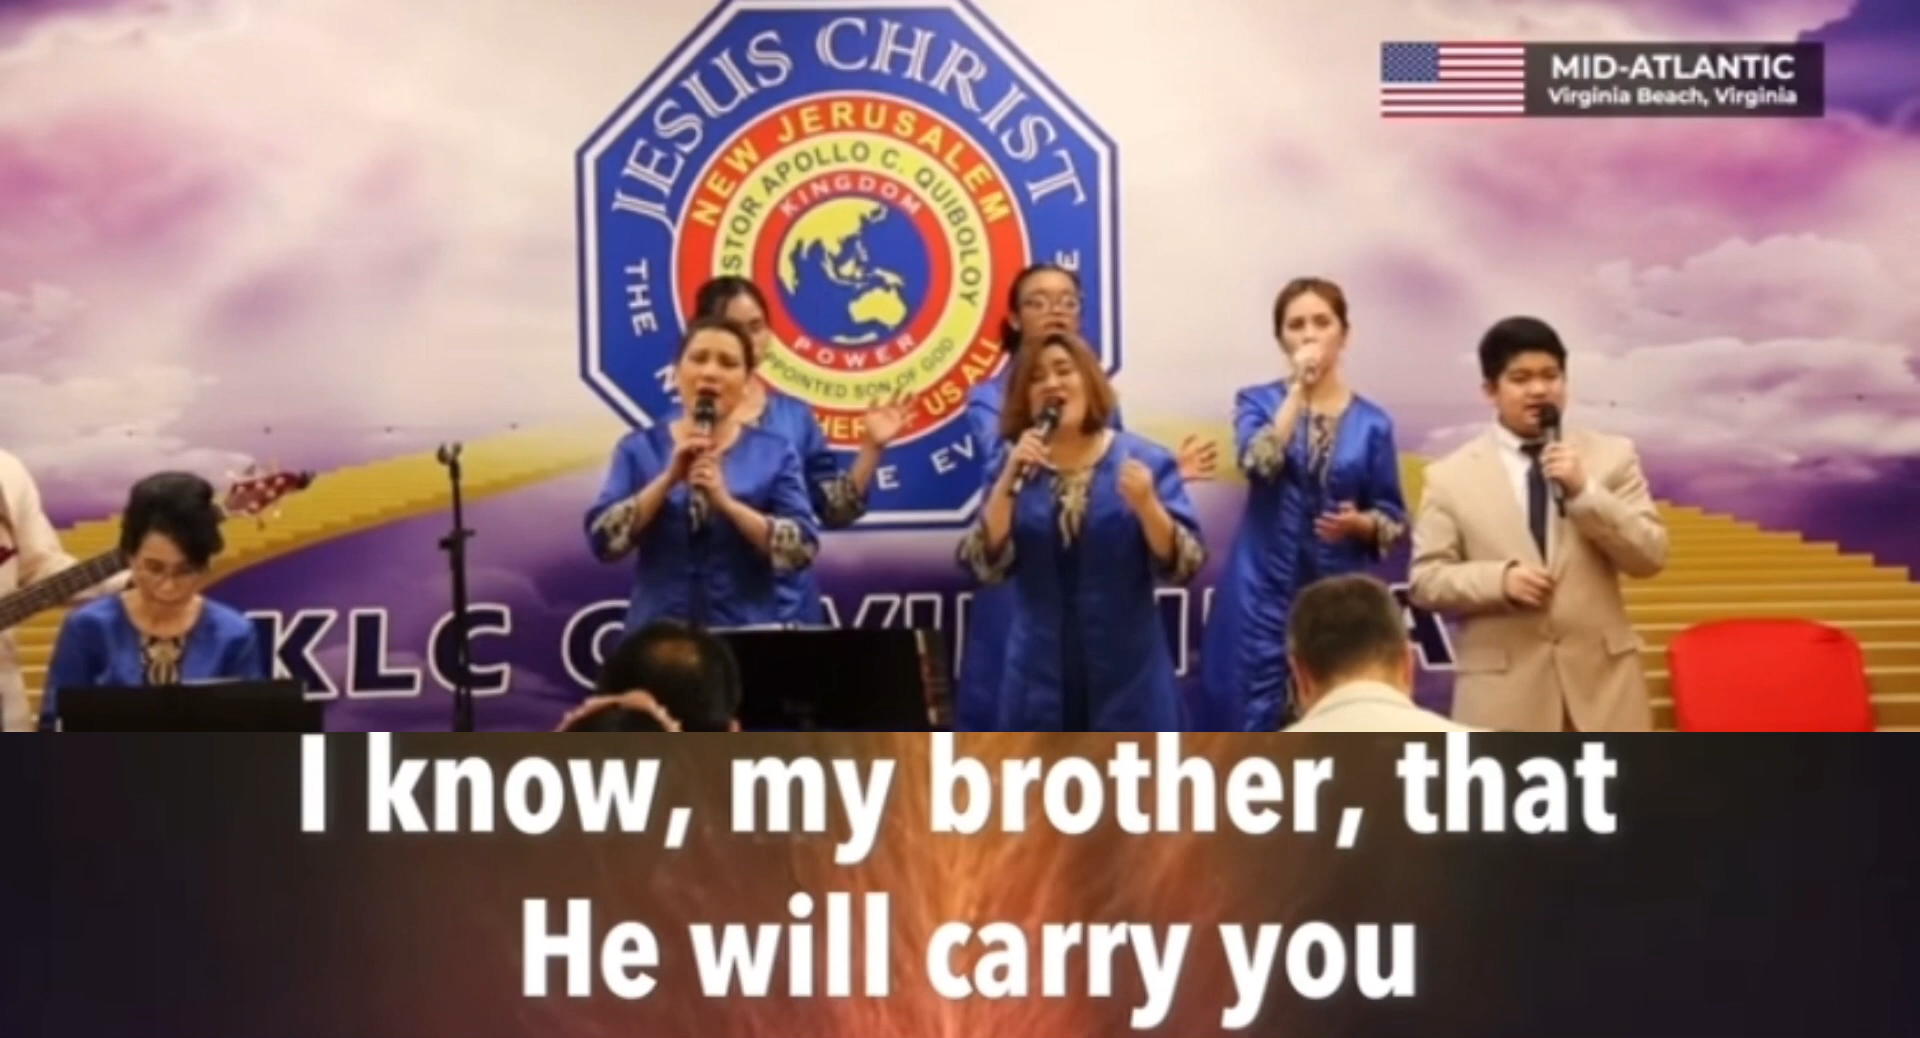 JESUS CHRIST
MID-ATLANTIC
Virginia Beach, Virginia
NEW JERUSALEM
APOLLO C. QUIBOLOY
KINGDOM
POWER
SON OF GOD
US ALL
THE
KLC
I know, my brother, that
He will carry you